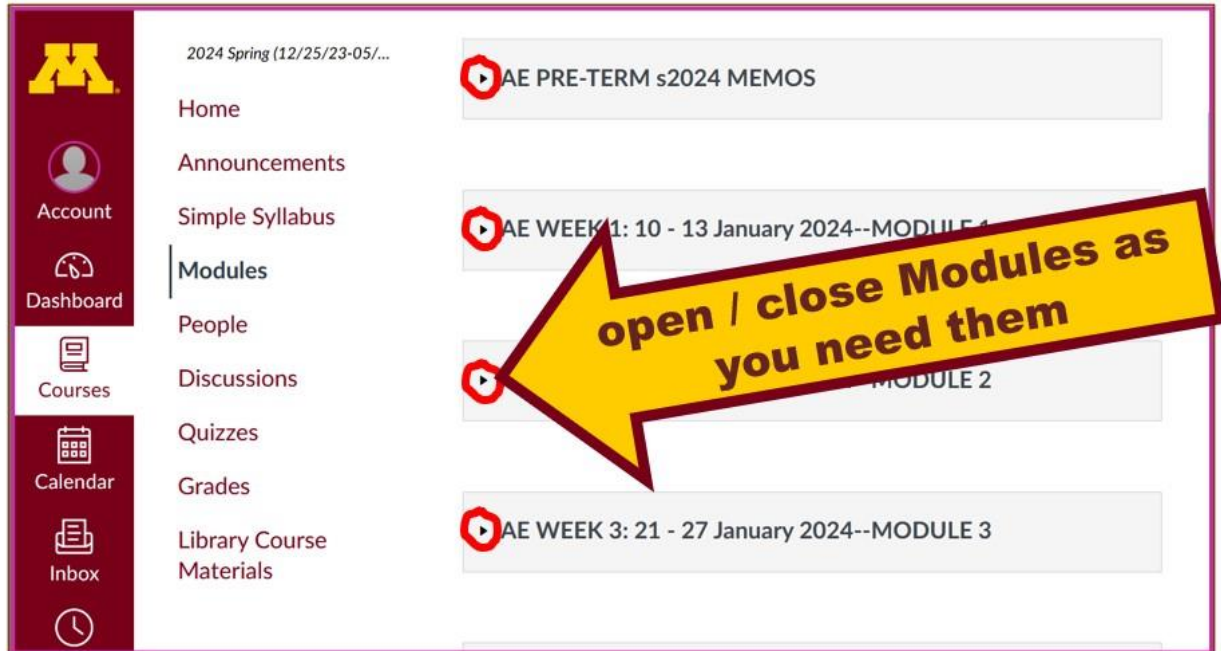 M
2024 Spring (12/25/23-05/...
Home
Announcements
Simple Syllabus
Modules
People
Discussions
Quizzes
Grades
Library Course
Materials
Account
Dashboard
Courses
Calendar
Inbox
AE PRE-TERM s2024 MEMOS
AE WEEK 1: 10 - 13 January 2024--MODULE 1
open / close Modules as
you need them
MODULE 2
AE WEEK 3: 21 - 27 January 2024--MODULE 3